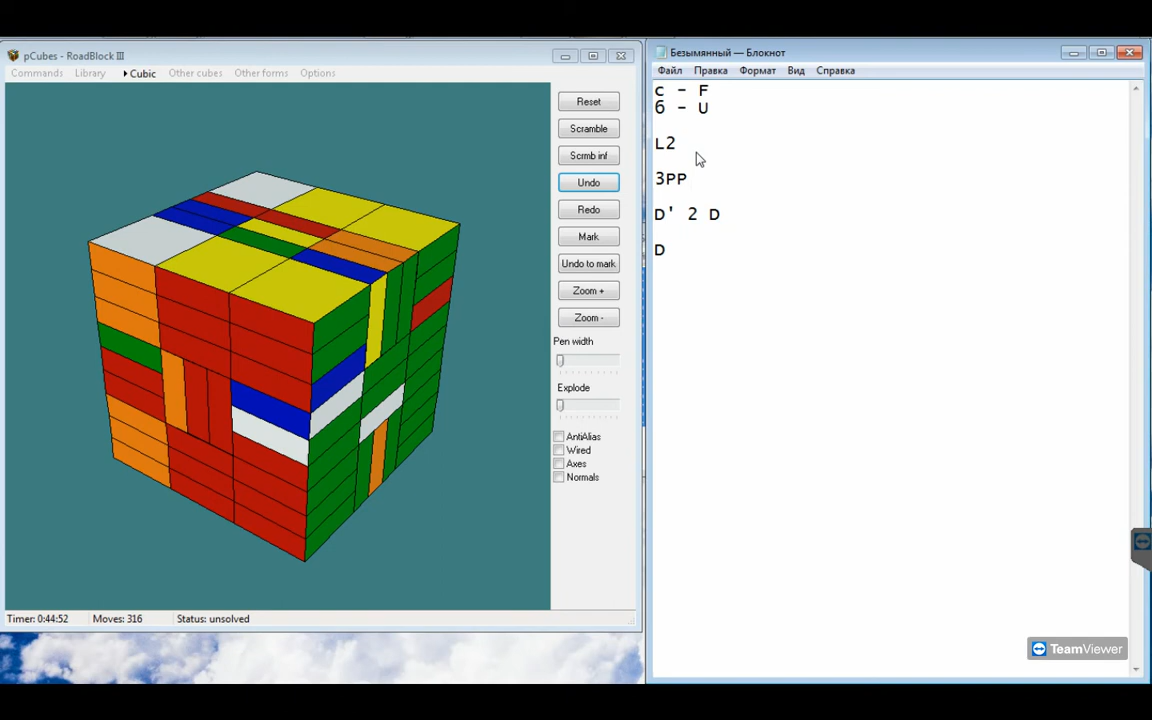 pCubes - RoadBlock III
Commands Library Cubic Other cubes Other forms Options
Reset
Scramble
Scrmb inf
Undo
Redo
Mark
Undo to mark
Zoom +
Zoom -
Pen width
Explode
AntiAlias
Wired
Axes
Normals
Timer: 0:44:52 Moves: 316 Status: unsolved
Безымянный — Блокнот
Файл Правка Формат Вид Справка
с - F
б - U
L2
3PP
D' 2 D
D
TeamViewer